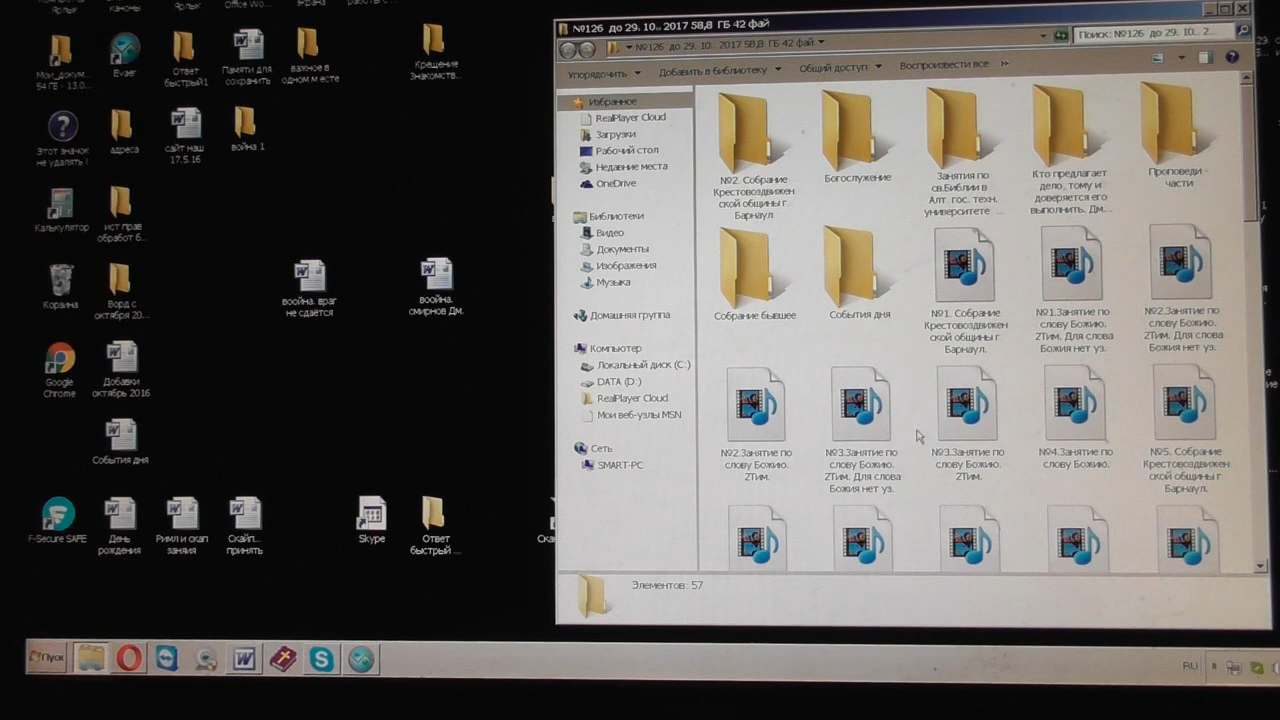 Ярлык
каноны
Ярлык
Office Wo...
экрана
№126 до 29. 10.. 2017 58,8 ГБ 42 фай
№126 до 29. 10.. 2017 58,8 ГБ 42 фай
Поиск: №126 до 29. 10.. 2...
Упорядочить
Добавить в библиотеку
Общий доступ
Воспроизвести все
»
Мои_докум...
54 ГБ - 13.0...
Evaer
Ответ
быстрый1
Памяти для
сохранить
важное в
одном месте
Крещение
Знакомств...
Этот значок
не удалять !
адреса
сайт наш
17.5.16
война 1
Калькулятор
ист прав
обработ б...
Корзина
Ворд с
октября 20...
воойна. враг
не сдаётся
воойна.
смирнов Дм.
Google
Chrome
Добавки
октябрь 2016
События дня
F-Secure SAFE
День
рождения
Римл и скап
заняия
Скайп...
принять
Skype
Ответ
быстрый ...
Избранное
RealPlayer Cloud
Загрузки
Рабочий стол
Недавние места
OneDrive
Библиотеки
Видео
Документы
Изображения
Музыка
Домашняя группа
Компьютер
Локальный диск (C:)
DATA (D:)
RealPlayer Cloud
Мои веб-узлы MSN
Сеть
SMART-PC
№2. Собрание
Крестовоздвижен
ской общины г.
Барнаул
Богослужение
Занятия по
св.Библии в
Алт. гос. техн.
университете ...
Кто предлагает
дело, тому и
доверяется его
выполнить. Дм...
Проповеди -
части
Собрание бывшее
События дня
№1. Собрание
Крестовоздвижен
ской общины г
Барнаул.
№1.Занятие по
слову Божию.
2Тим. Для слова
Божия нет уз.
№2.Занятие по
слову Божию.
2Тим. Для слова
Божия нет уз.
№2.Занятие по
слову Божию.
2Тим.
№3.Занятие по
слову Божию.
2Тим. Для слова
Божия нет уз.
№3.Занятие по
слову Божию.
2Тим.
№4.Занятие по
слову Божию.
№5. Собрание
Крестовоздвижен
ской общины г
Барнаул.
Элементов: 57
Пуск
RU